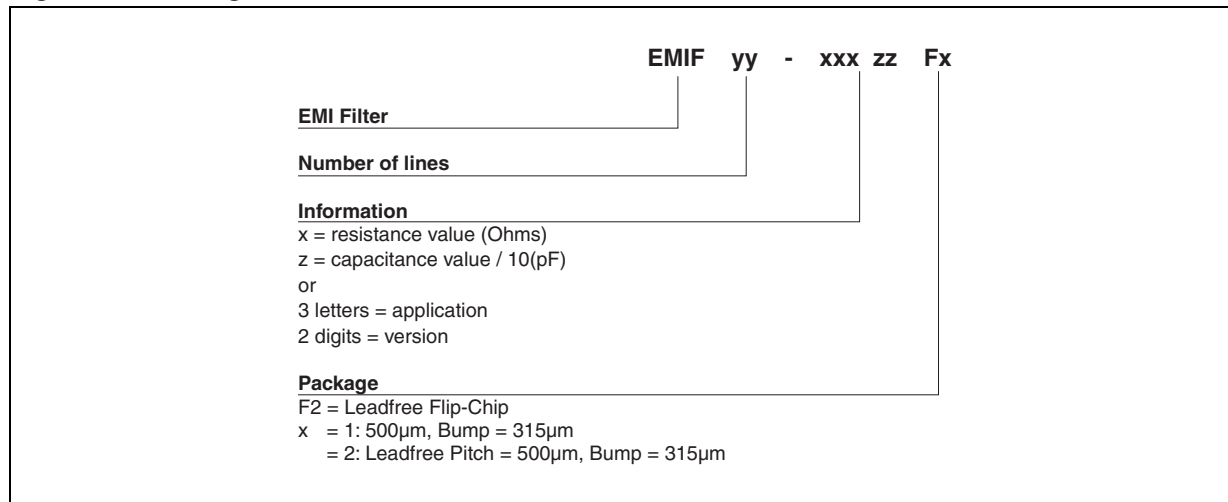 EMIF yy - xxx zz Fx
EMI Filter
Number of lines
Information
x = resistance value (Ohms)
z = capacitance value / 10(pF)
or
3 letters = application
2 digits = version
Package
F2 = Leadfree Flip-Chip
x = 1: 500µm, Bump = 315µm
= 2: Leadfree Pitch = 500µm, Bump = 315µm